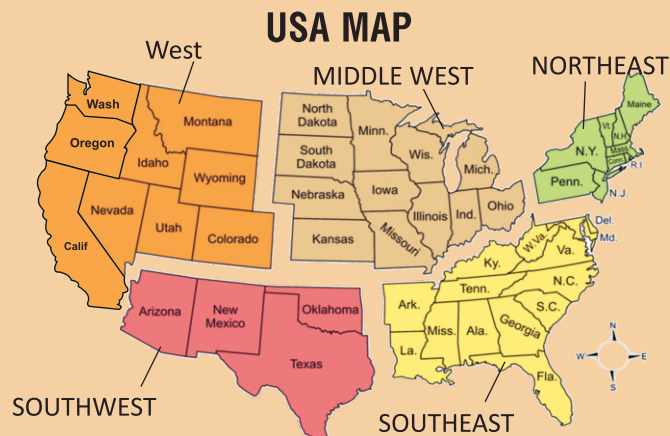 USA MAP
West
MIDDLE WEST
NORTHEAST
Wash
Oregon
Calif
Nevada
Idaho
Montana
Wyoming
Utah
Colorado
North
Dakota
South
Dakota
Nebraska
Kansas
Minn.
Iowa
Missouri
Wis.
Illinois
Mich.
Ind.
Ohio
Maine
Vt.
N.H.
Mass.
Conn.
R.I.
N.Y.
Penn.
N.J.
Del.
Md.
W.Va.
Va.
Ky.
Tenn.
N.C.
S.C.
Ark.
La.
Miss.
Ala.
Georgia
Fla.
Arizona
New
Mexico
Oklahoma
Texas
SOUTHWEST
SOUTHEAST
N
W
E
S